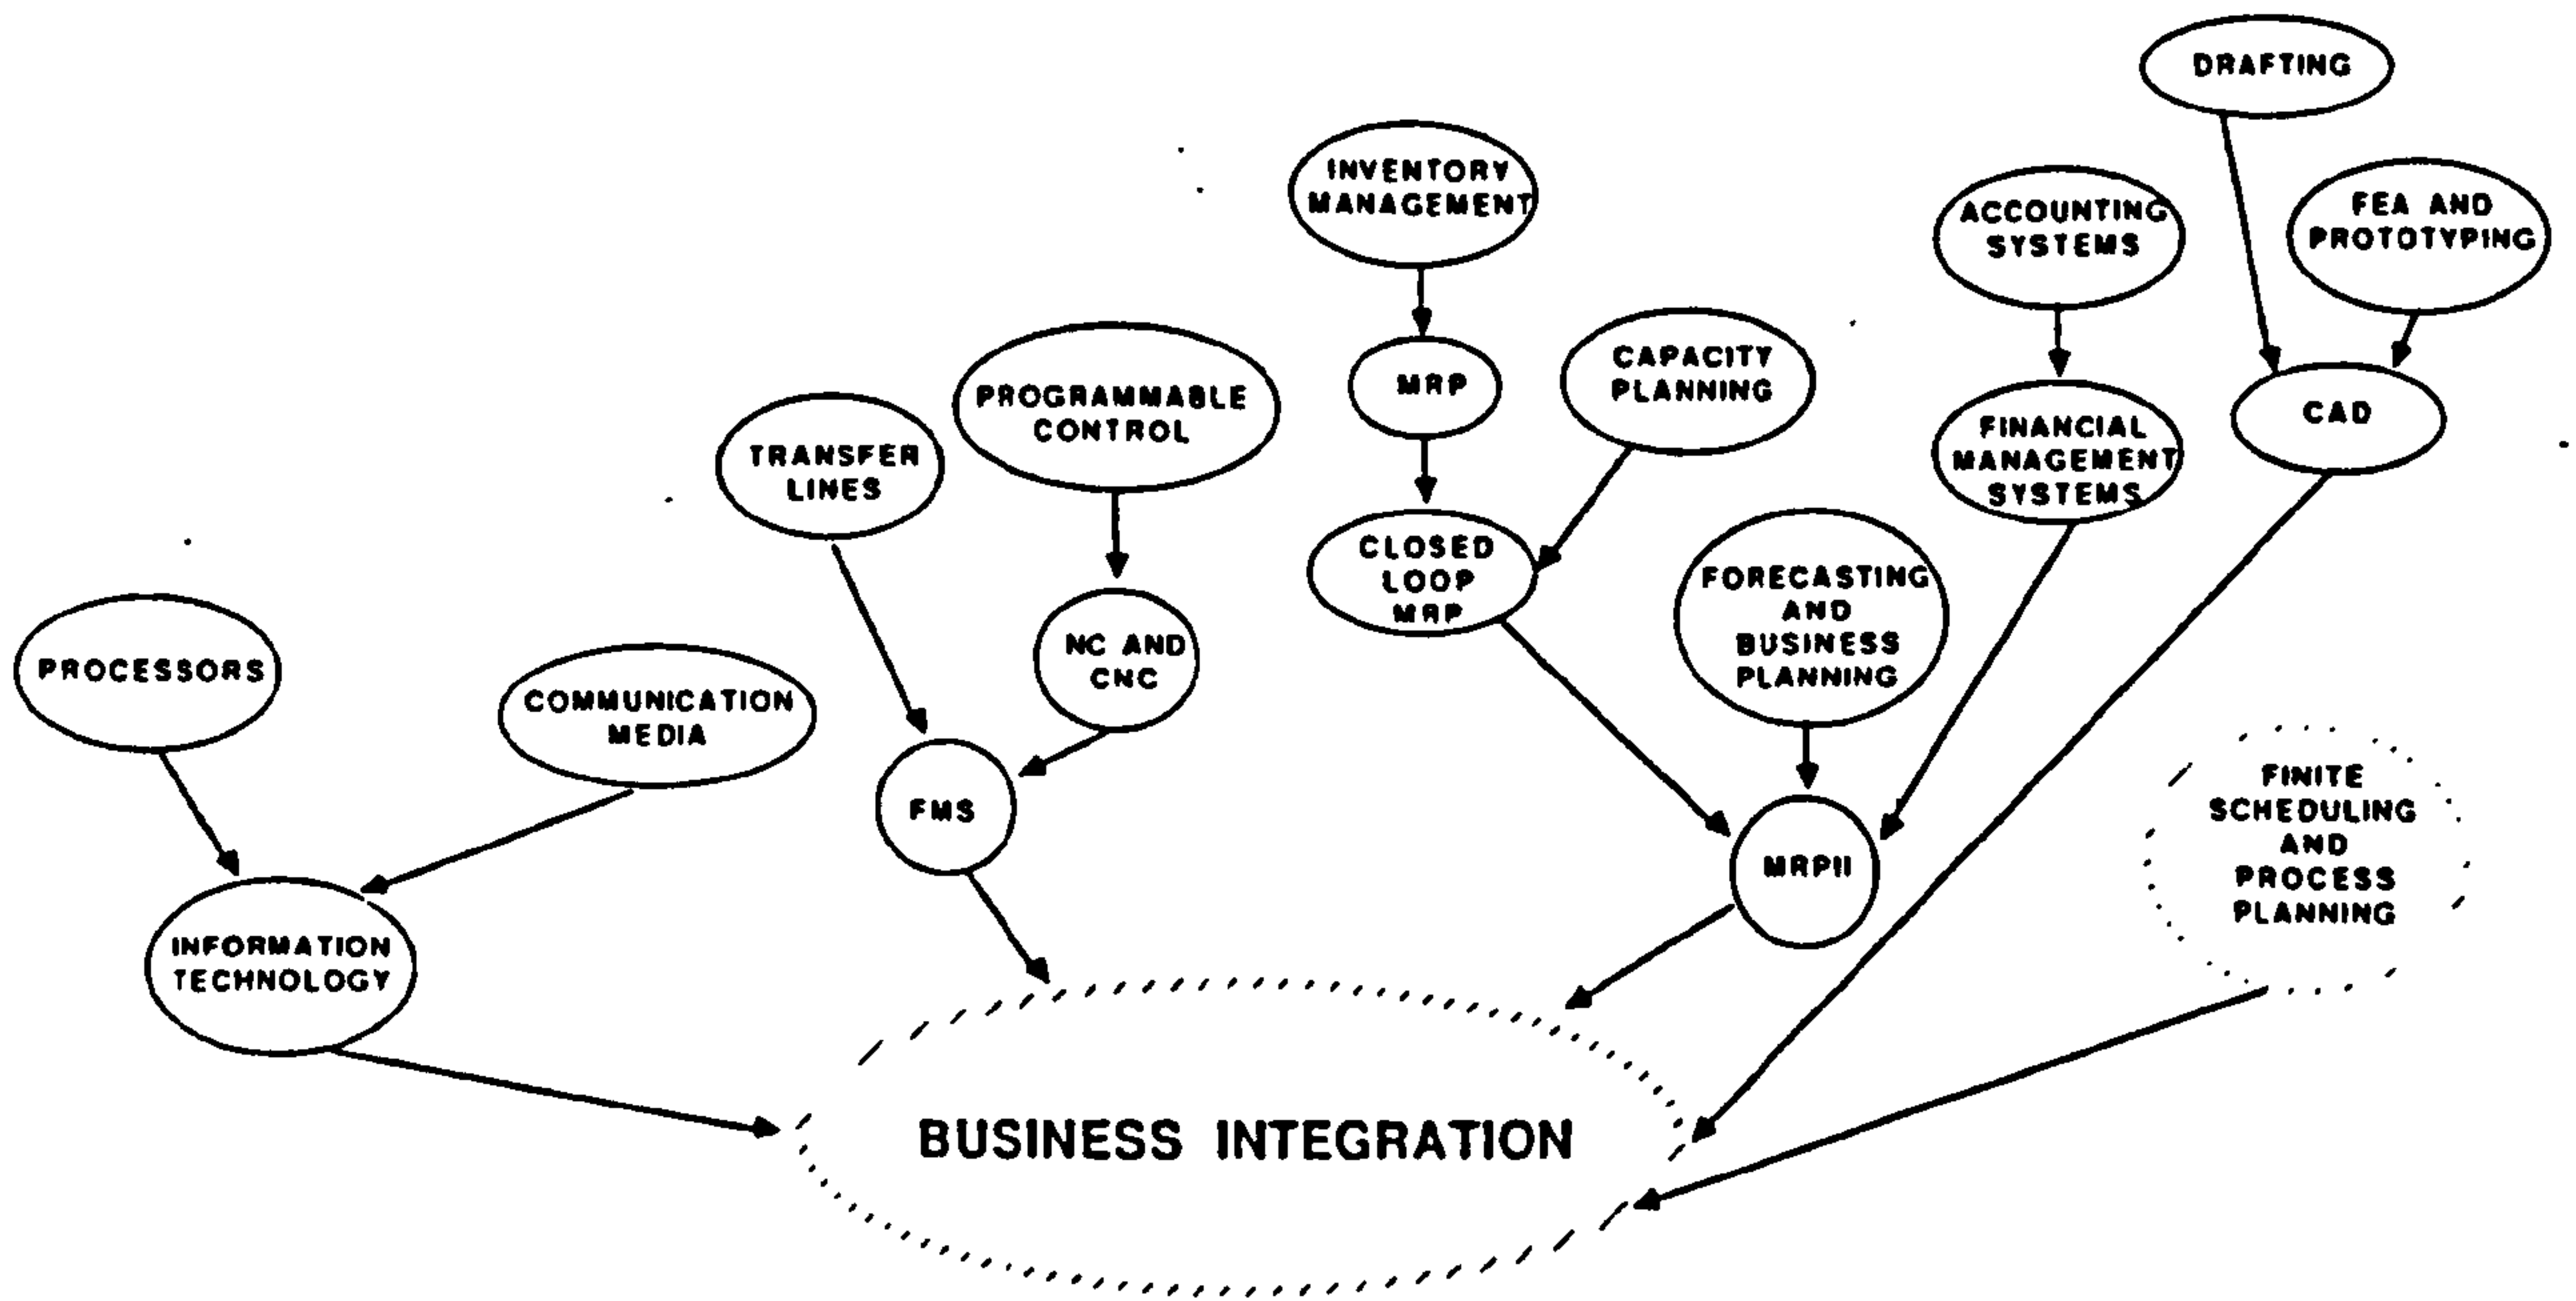 DRAFTING
INVENTORY
MANAGEMENT
ACCOUNTING
SYSTEMS
FEA AND
PROTOTYPING
PROGRAMMABLE
CONTROL
MRP
CAPACITY
PLANNING
TRANSFER
LINES
FINANCIAL
MANAGEMENT
SYSTEMS
CAD
CLOSED
LOOP
MRP
FORECASTING
AND
BUSINESS
PLANNING
PROCESSORS
COMMUNICATION
MEDIA
NC AND
CNC
FMS
MRPII
FINITE
SCHEDULING
AND
PROCESS
PLANNING
INFORMATION
TECHNOLOGY
BUSINESS INTEGRATION